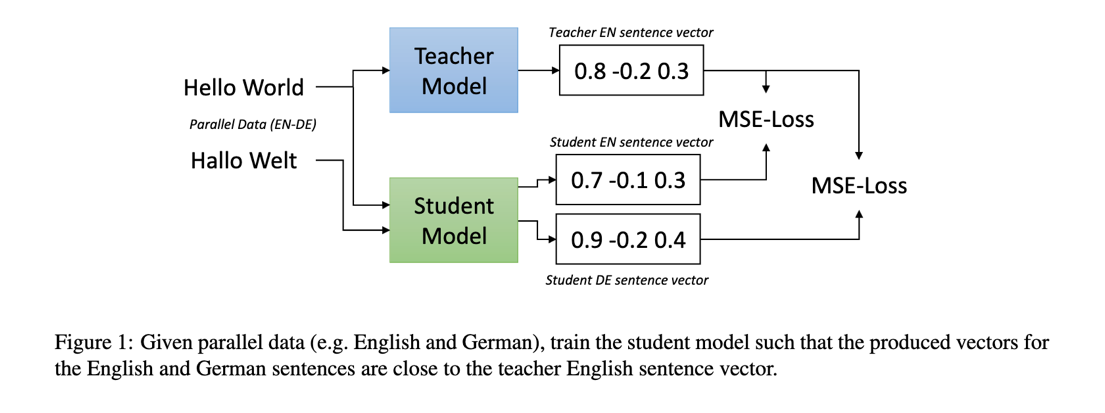 Teacher EN sentence vector
Teacher
Model
0.8 -0.2 0.3
Hello World
MSE-Loss
Parallel Data (EN-DE)
Student EN sentence vector
Hallo Welt
0.7 -0.1 0.3
MSE-Loss
Student
Model
0.9 -0.2 0.4
Student DE sentence vector
Figure 1: Given parallel data (e.g. English and German), train the student model such that the produced vectors for
the English and German sentences are close to the teacher English sentence vector.